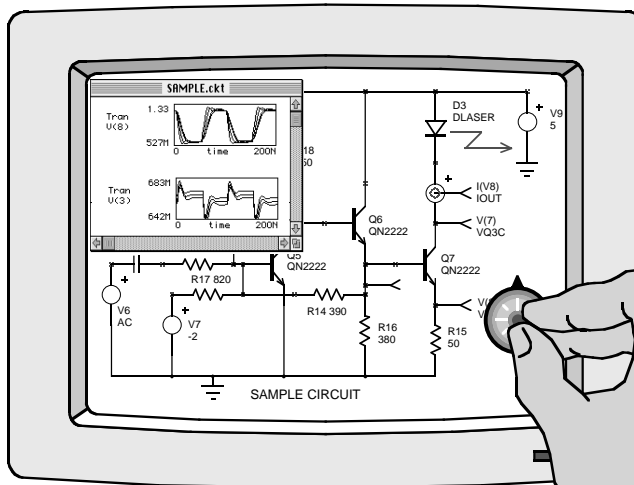 SAMPLE.ckt
Tran
V(8)
1.33
527M
0 time 200N
Tran
V(3)
683M
642M
0 time 200N
D3
DLASER
V9
5
I(V8)
IOUT
V(7)
VQ3C
Q6
QN2222
Q7
QN2222
Q5
QN2222
R17 820
R14 390
R16
380
R15
50
V6
AC
V7
-2
SAMPLE CIRCUIT